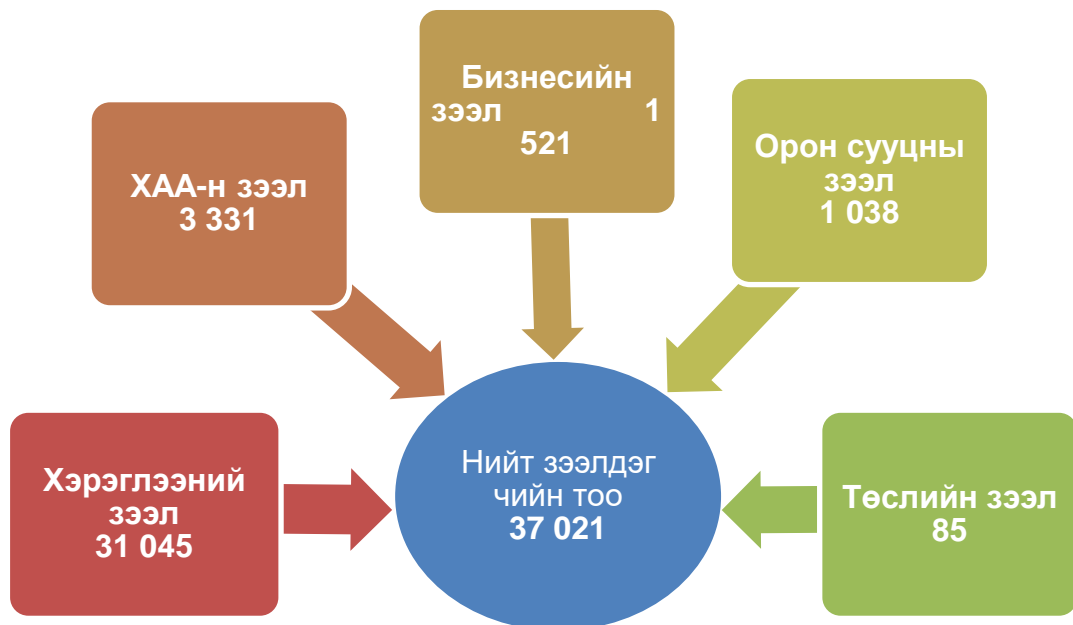 Бизнесийн
зээл 1
521
ХАА-н зээл
3 331
Орон сууцны
зээл
1 038
Хэрэглээний
зээл
31 045
Нийт зээлдэг
чийн тоо
37 021
Төслийн зээл
85